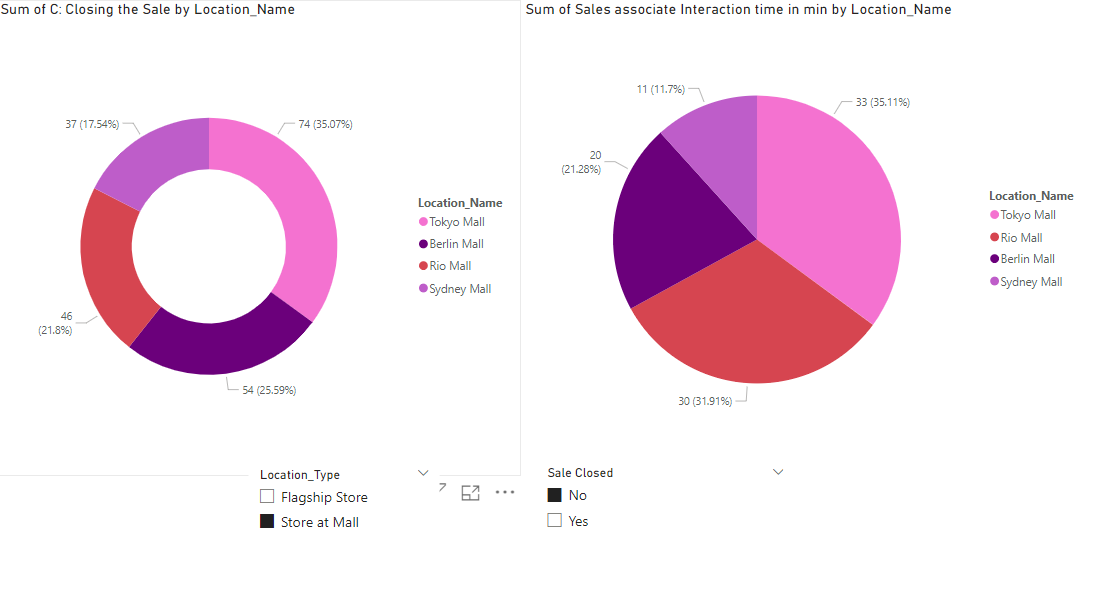 Sum of C: Closing the Sale by Location_Name
37 (17.54%)
74 (35.07%)
46
(21.8%)
54 (25.59%)
Location_Name
Tokyo Mall
Berlin Mall
Rio Mall
Sydney Mall
Sum of Sales associate Interaction time in min by Location_Name
11 (11.7%)
33 (35.11%)
20
(21.28%)
30 (31.91%)
Location_Name
Tokyo Mall
Rio Mall
Berlin Mall
Sydney Mall
Location_Type
Flagship Store
Store at Mall
Sale Closed
No
Yes